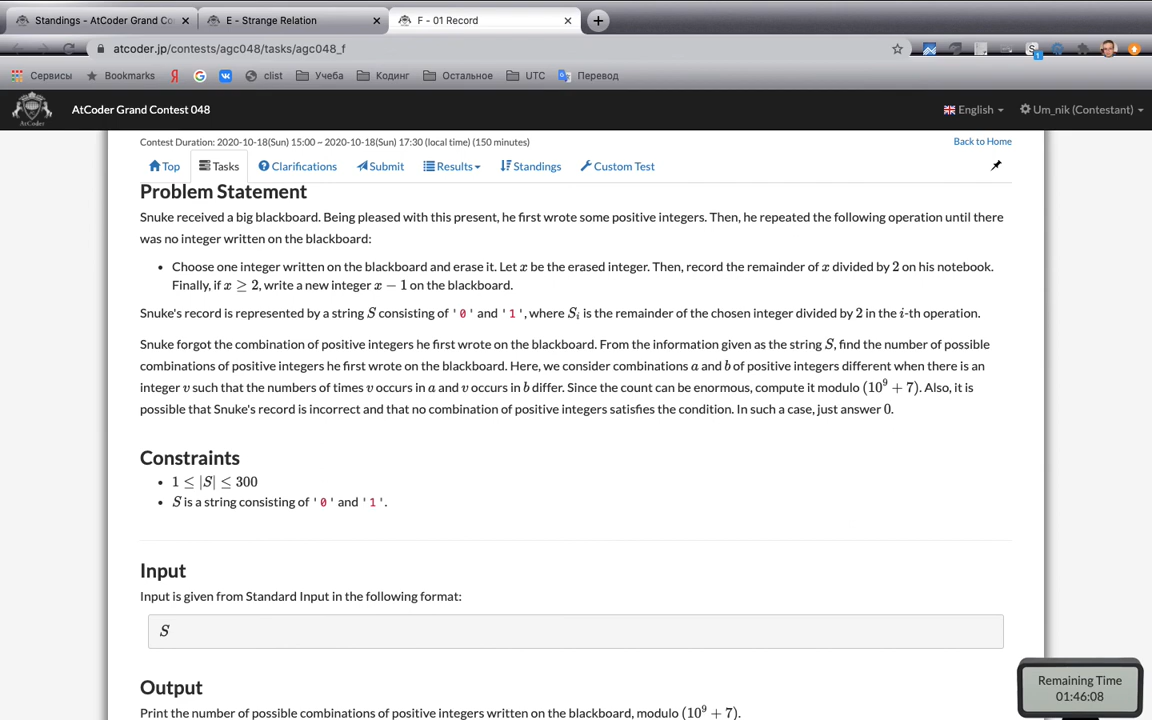 Standings - AtCoder Grand Co
E - Strange Relation
F - 01 Record
atcoder.jp/contests/agc048/tasks/agc048_f
Сервисы Bookmarks clist Учеба Кодинг Остальное UTC Перевод
AtCoder Grand Contest 048 English Um_nik (Contestant)
Contest Duration: 2020-10-18(Sun) 15:00 ~ 2020-10-18(Sun) 17:30 (local time) (150 minutes) Back to Home
Top Tasks Clarifications Submit Results Standings Custom Test
Problem Statement
Snuke received a big blackboard. Being pleased with this present, he first wrote some positive integers. Then, he repeated the following operation until there
was no integer written on the blackboard:
• Choose one integer written on the blackboard and erase it. Let x be the erased integer. Then, record the remainder of x divided by 2 on his notebook.
Finally, if x ≥ 2, write a new integer x − 1 on the blackboard.
Snuke's record is represented by a string S consisting of '0' and '1', where Sᵢ is the remainder of the chosen integer divided by 2 in the i-th operation.
Snuke forgot the combination of positive integers he first wrote on the blackboard. From the information given as the string S, find the number of possible
combinations of positive integers he first wrote on the blackboard. Here, we consider combinations a and b of positive integers different when there is an
integer v such that the numbers of times v occurs in a and v occurs in b differ. Since the count can be enormous, compute it modulo (10⁹ + 7). Also, it is
possible that Snuke's record is incorrect and that no combination of positive integers satisfies the condition. In such a case, just answer 0.
Constraints
• 1 ≤ |S| ≤ 300
• S is a string consisting of '0' and '1'.
Input
Input is given from Standard Input in the following format:
S
Output
Print the number of possible combinations of positive integers written on the blackboard, modulo (10⁹ + 7).
Remaining Time
01:46:08